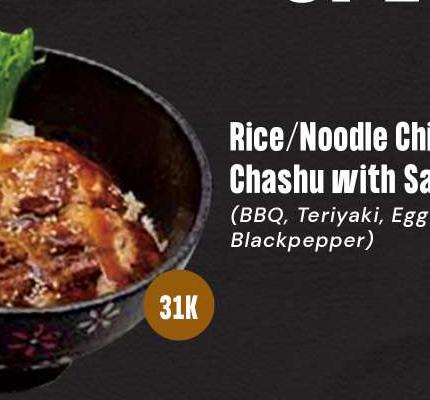 Rice/Noodle Chi
Chashu with Sa
(BBQ, Teriyaki, Egg
Blackpepper)
31K